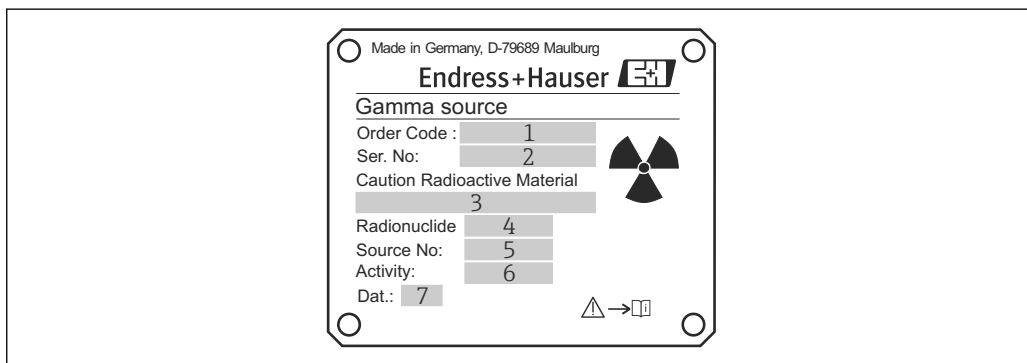 Made in Germany, D-79689 Maulburg
Endress+Hauser
Gamma source
Order Code : 1
Ser. No: 2
Caution Radioactive Material
3
Radionuclide 4
Source No: 5
Activity: 6
Dat.: 7